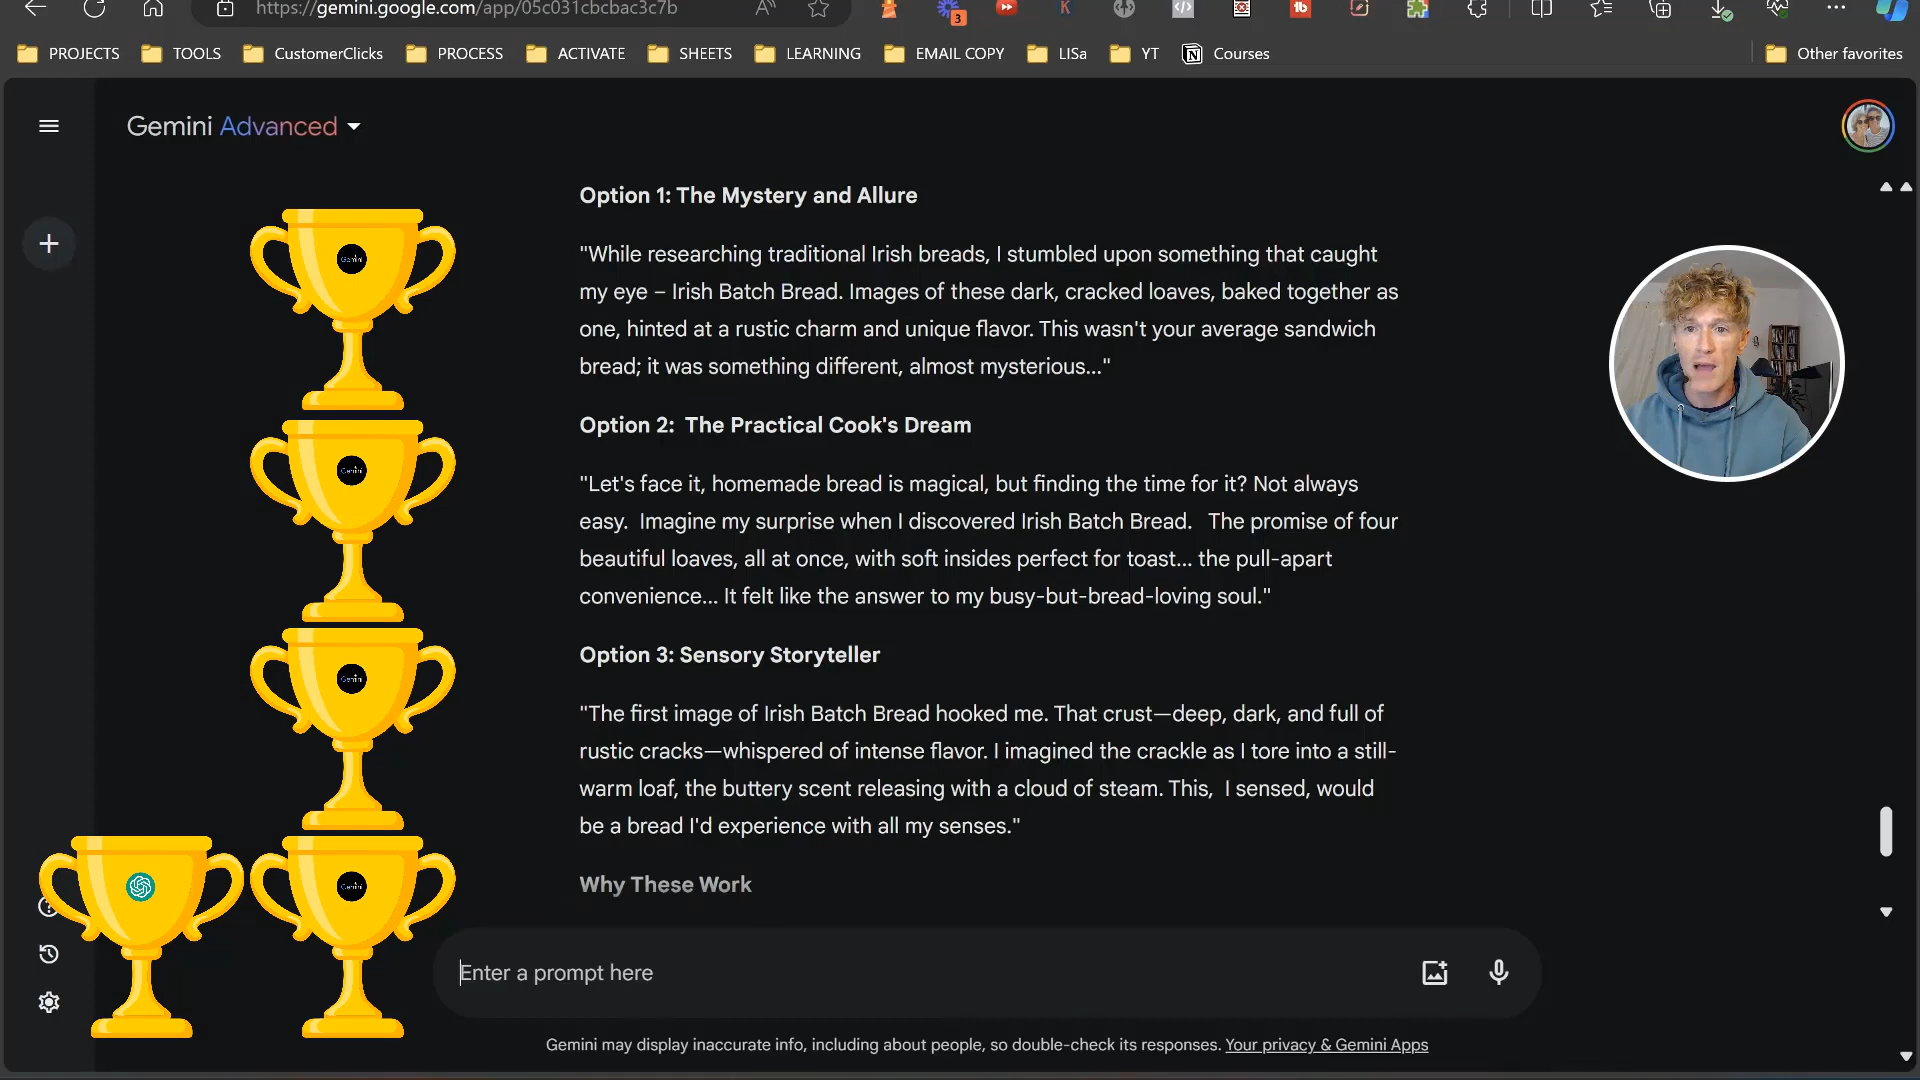 https://gemini.google.com/app/05c031cbcbac3c7b
3
PROJECTS TOOLS CustomerClicks PROCESS ACTIVATE SHEETS LEARNING EMAIL COPY LISa YT Courses Other favorites
Gemini Advanced
Option 1: The Mystery and Allure
"While researching traditional Irish breads, I stumbled upon something that caught
my eye – Irish Batch Bread. Images of these dark, cracked loaves, baked together as
one, hinted at a rustic charm and unique flavor. This wasn't your average sandwich
bread; it was something different, almost mysterious..."
Option 2: The Practical Cook's Dream
"Let's face it, homemade bread is magical, but finding the time for it? Not always
easy. Imagine my surprise when I discovered Irish Batch Bread. The promise of four
beautiful loaves, all at once, with soft insides perfect for toast... the pull-apart
convenience... It felt like the answer to my busy-but-bread-loving soul."
Option 3: Sensory Storyteller
"The first image of Irish Batch Bread hooked me. That crust—deep, dark, and full of
rustic cracks—whispered of intense flavor. I imagined the crackle as I tore into a still-
warm loaf, the buttery scent releasing with a cloud of steam. This, I sensed, would
be a bread I'd experience with all my senses."
Why These Work
Gemini
Gemini
Gemini
Gemini
Enter a prompt here
Gemini may display inaccurate info, including about people, so double-check its responses. Your privacy & Gemini Apps